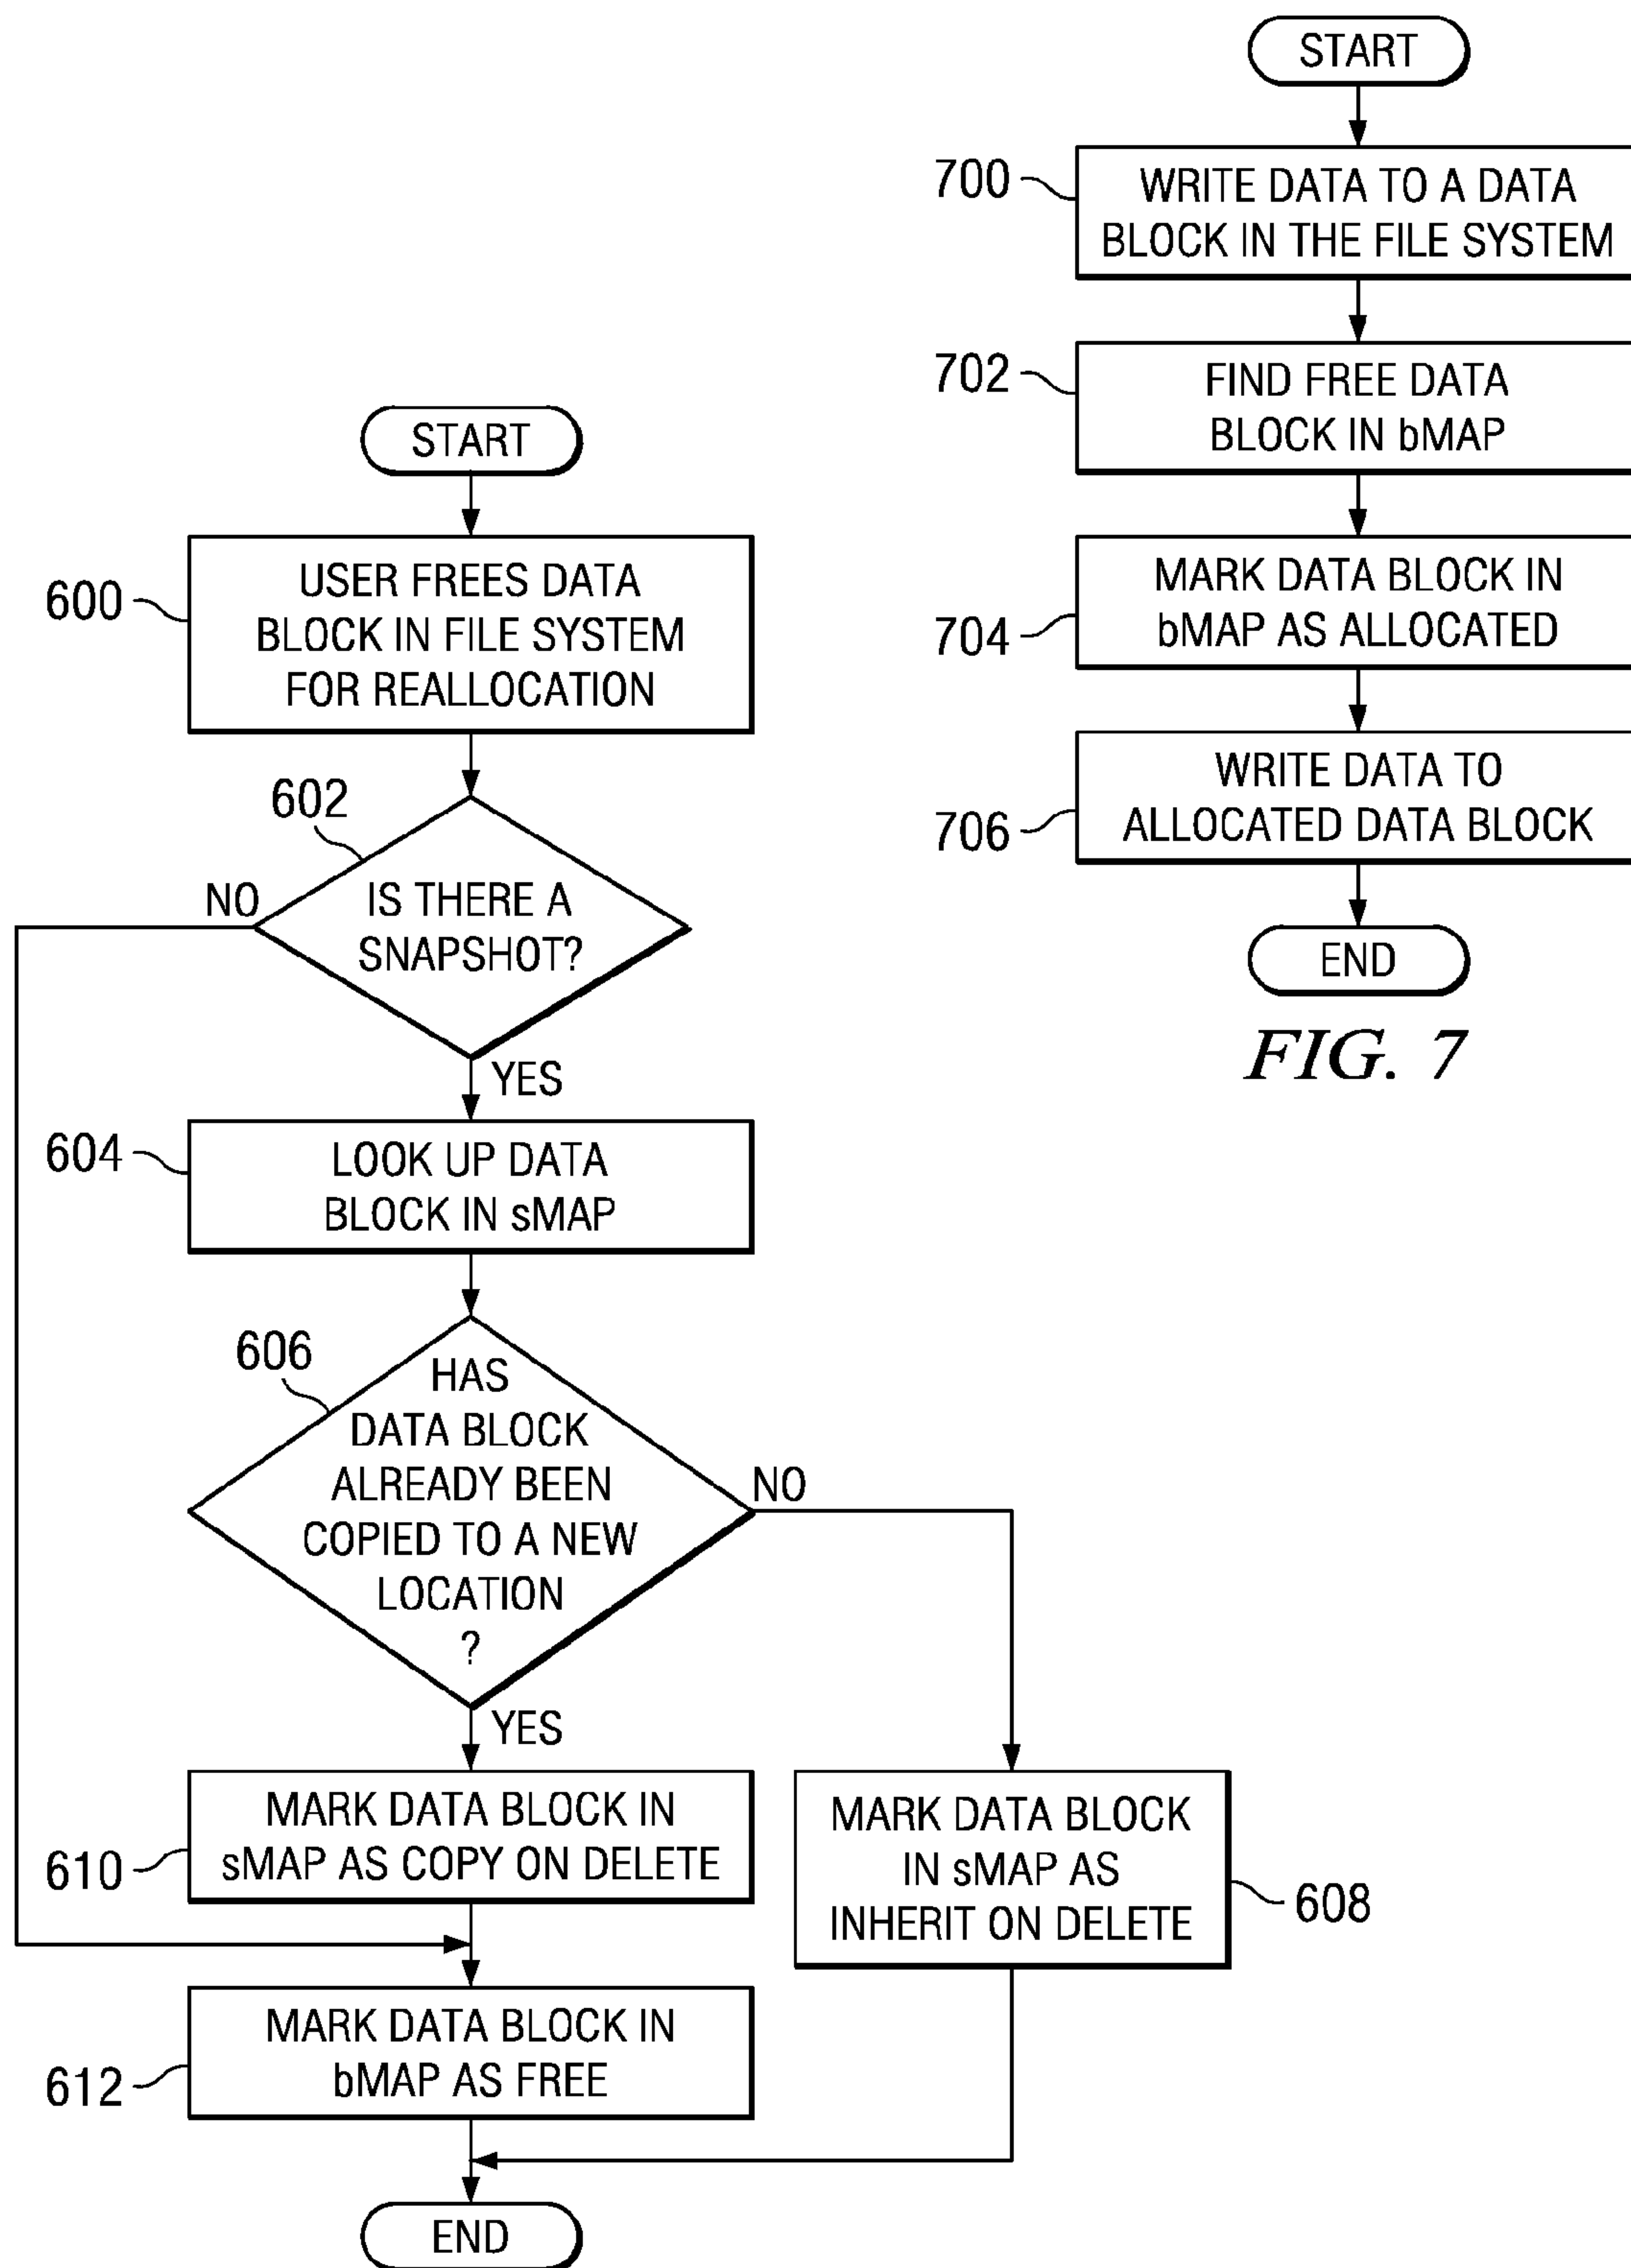 START
600
USER FREES DATA
BLOCK IN FILE SYSTEM
FOR REALLOCATION
602
IS THERE A
SNAPSHOT?
NO
YES
604
LOOK UP DATA
BLOCK IN sMAP
606
HAS
DATA BLOCK
ALREADY BEEN
COPIED TO A NEW
LOCATION
?
NO
YES
610
MARK DATA BLOCK IN
sMAP AS COPY ON DELETE
MARK DATA BLOCK
IN sMAP AS
INHERIT ON DELETE
608
612
MARK DATA BLOCK IN
bMAP AS FREE
END
START
700
WRITE DATA TO A DATA
BLOCK IN THE FILE SYSTEM
702
FIND FREE DATA
BLOCK IN bMAP
704
MARK DATA BLOCK IN
bMAP AS ALLOCATED
706
WRITE DATA TO
ALLOCATED DATA BLOCK
END
FIG. 7